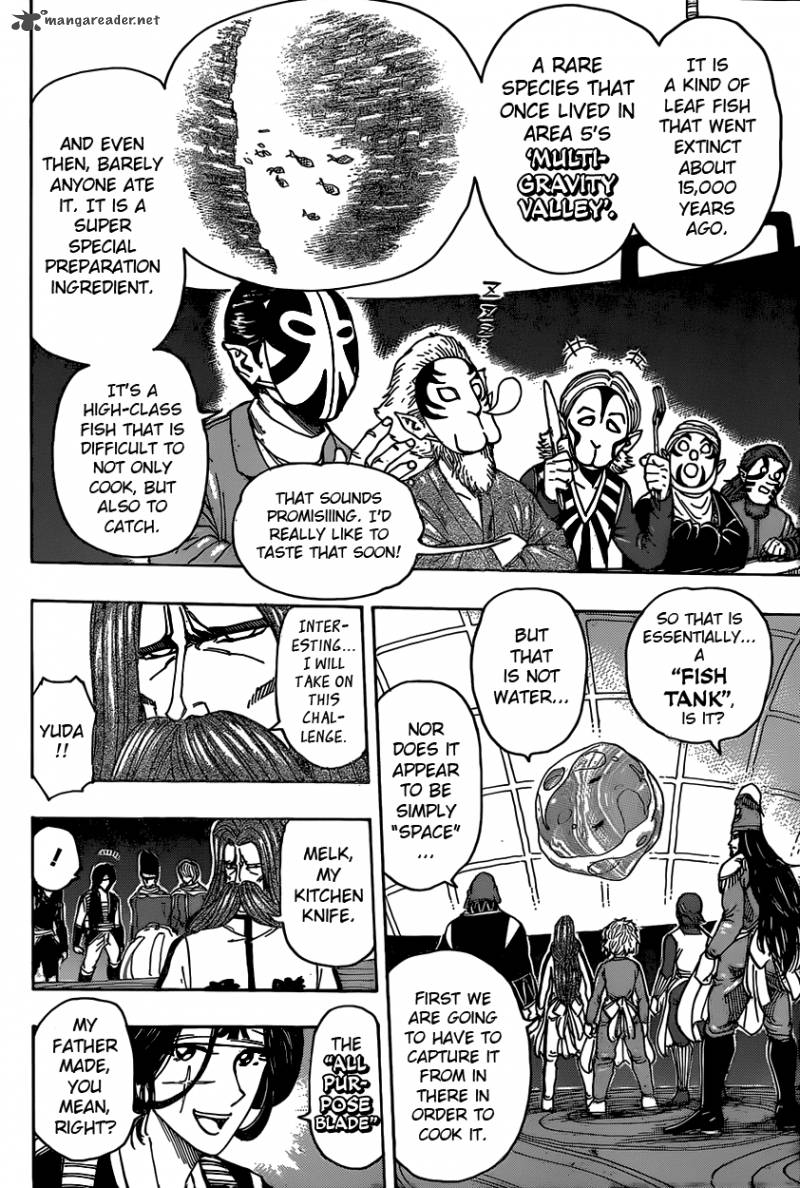 mangareader.net
IT IS
A KIND OF
LEAF FISH
THAT WENT
EXTINCT
ABOUT
15,000
YEARS
AGO.
A RARE
SPECIES THAT
ONCE LIVED IN
AREA 5'S
'MULTI-
GRAVITY
VALLEY'.
AND EVEN
THEN, BARELY
ANYONE ATE
IT. IT IS A
SUPER
SPECIAL
PREPARATION
INGREDIENT.
IT'S A
HIGH-CLASS
FISH THAT IS
DIFFICULT TO
NOT ONLY
COOK, BUT
ALSO TO
CATCH.
THAT SOUNDS
PROMISIIING. I'D
REALLY LIKE TO
TASTE THAT SOON!
SO THAT IS
ESSENTIALLY...
A
"FISH
TANK",
IS IT?
BUT
THAT IS
NOT
WATER...
NOR
DOES IT
APPEAR
TO BE
SIMPLY
"SPACE"
...
FIRST WE
ARE GOING
TO HAVE TO
CAPTURE IT
FROM IN
THERE IN
ORDER TO
COOK IT.
INTER-
ESTING...
I WILL
TAKE ON
THIS
CHAL-
LENGE.
YUDA
!!
MELK,
MY
KITCHEN
KNIFE.
!
THE
"ALL
PUR-
POSE
BLADE"
MY
FATHER
MADE,
YOU
MEAN,
RIGHT?